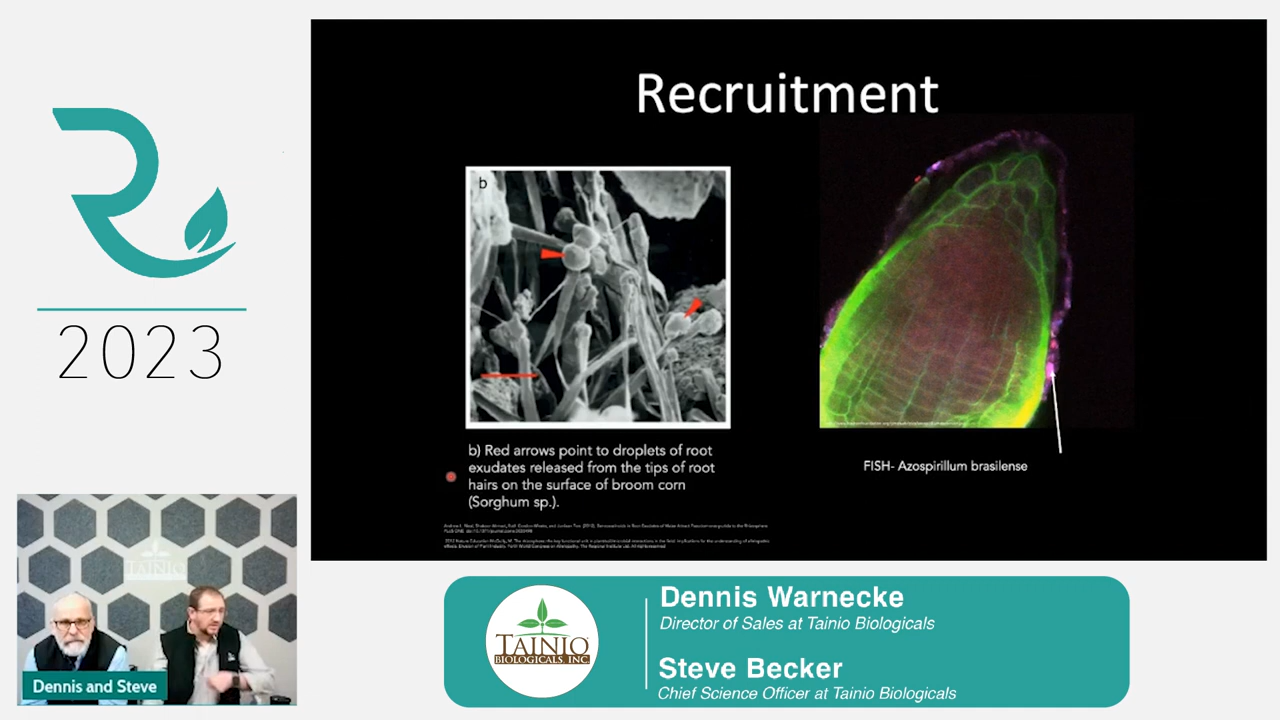 2023
Recruitment
b
b) Red arrows point to droplets of root
exudates released from the tips of root
hairs on the surface of broom corn
(Sorghum sp.).
FISH- Azospirillum brasilense
TAINIO
Dennis and Steve
TAINIO
BIOLOGICALS, INC
Dennis Warnecke
Director of Sales at Tainio Biologicals
Steve Becker
Chief Science Officer at Tainio Biologicals